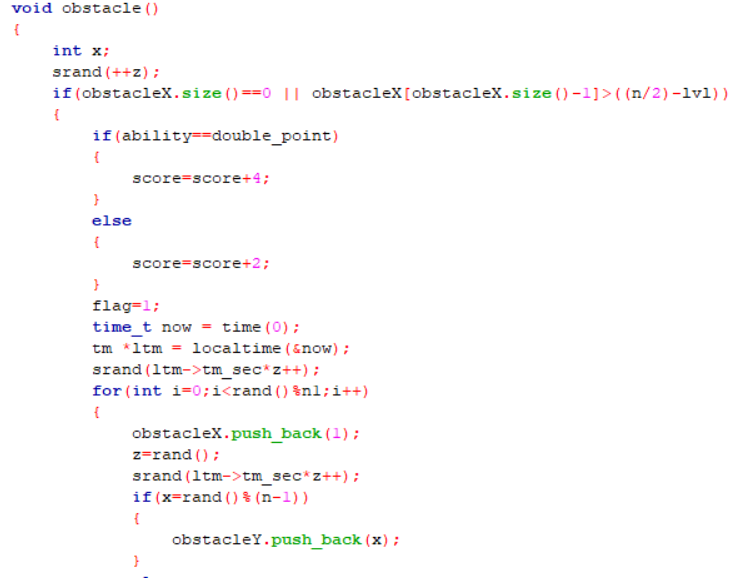 void obstacle()
{
    int x;
    srand(++z);
    if(obstacleX.size()==0 || obstacleX[obstacleX.size()-1]>((n/2)-lvl))
    {
        if(ability==double_point)
        {
            score=score+4;
        }
        else
        {
            score=score+2;
        }
        flag=1;
        time_t now = time(0);
        tm *ltm = localtime(&now);
        srand(ltm->tm_sec*z++);
        for(int i=0;i<rand()%n1;i++)
        {
            obstacleX.push_back(1);
            z=rand();
            srand(ltm->tm_sec*z++);
            if(x=rand()%(n-1))
            {
                obstacleY.push_back(x);
            }